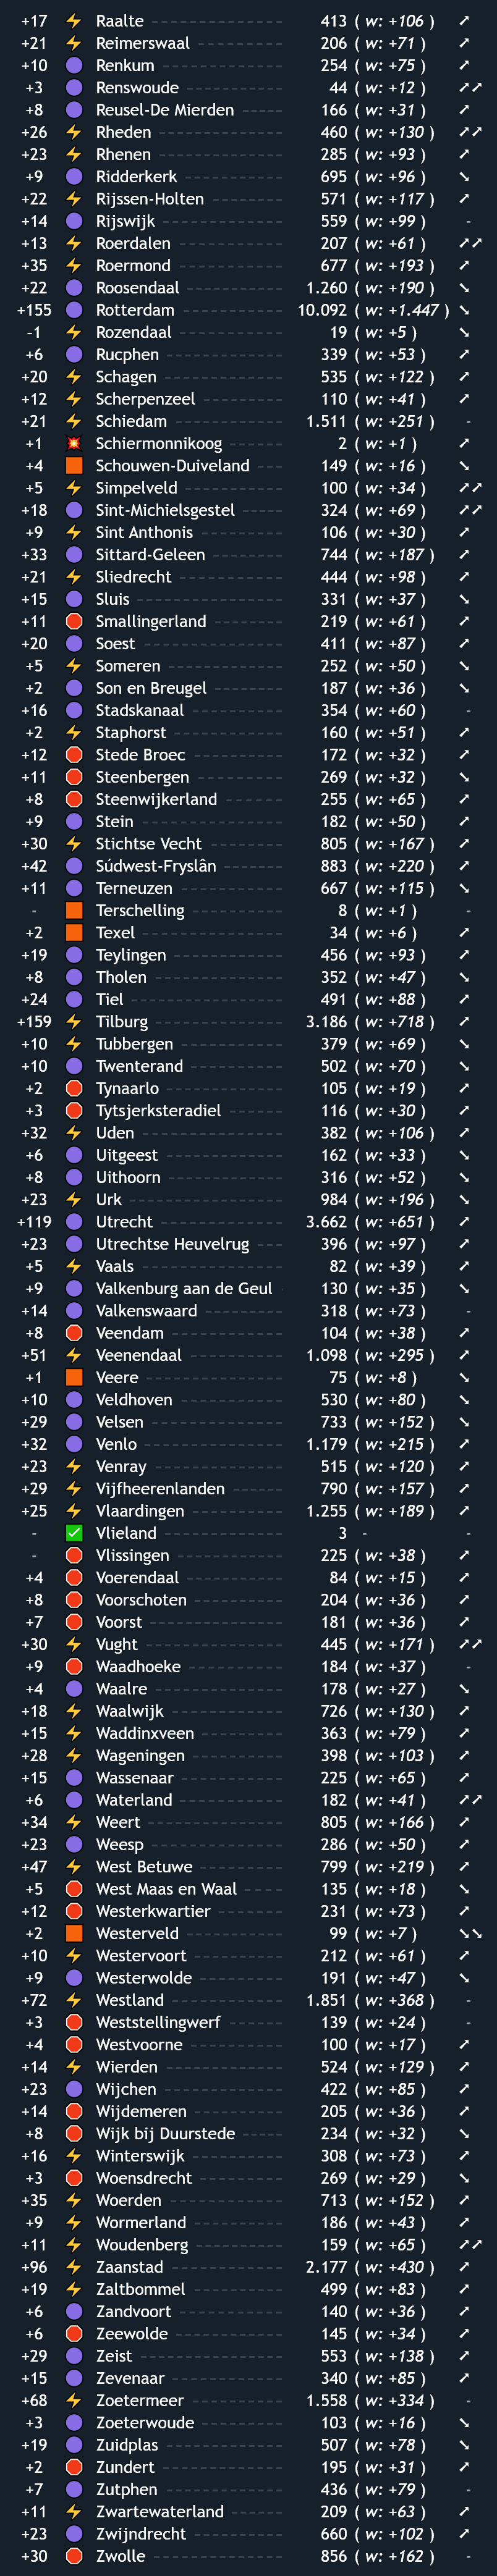 +17 ⚡ Raalte 413 ( w: +106 ) ↗
+21 ⚡ Reimerswaal 206 ( w: +71 ) ↗
+10 🟣 Renkum 254 ( w: +75 ) ↗
+3 🟣 Renswoude 44 ( w: +12 ) ↗↗
+8 🟣 Reusel-De Mierden 166 ( w: +31 ) ↗
+26 ⚡ Rheden 460 ( w: +130 ) ↗↗
+23 ⚡ Rhenen 285 ( w: +93 ) ↗
+9 🟣 Ridderkerk 695 ( w: +96 ) ↘
+22 ⚡ Rijssen-Holten 571 ( w: +117 ) ↗
+14 🟣 Rijswijk 559 ( w: +99 ) -
+13 ⚡ Roerdalen 207 ( w: +61 ) ↗↗
+35 ⚡ Roermond 677 ( w: +193 ) ↗
+22 🟣 Roosendaal 1.260 ( w: +190 ) ↘
+155 🟣 Rotterdam 10.092 ( w: +1.447 ) ↘
-1 ⚡ Rozendaal 19 ( w: +5 ) ↘
+6 🟣 Rucphen 339 ( w: +53 ) ↗
+20 ⚡ Schagen 535 ( w: +122 ) ↗
+12 ⚡ Scherpenzeel 110 ( w: +41 ) ↗
+21 ⚡ Schiedam 1.511 ( w: +251 ) -
+1 💥 Schiermonnikoog 2 ( w: +1 ) ↗
+4 🟧 Schouwen-Duiveland 149 ( w: +16 ) ↘
+5 ⚡ Simpelveld 100 ( w: +34 ) ↗↗
+18 🟣 Sint-Michielsgestel 324 ( w: +69 ) ↗↗
+9 ⚡ Sint Anthonis 106 ( w: +30 ) ↗
+33 🟣 Sittard-Geleen 744 ( w: +187 ) ↗
+21 ⚡ Sliedrecht 444 ( w: +98 ) ↗
+15 🟣 Sluis 331 ( w: +37 ) ↘
+11 🛑 Smallingerland 219 ( w: +61 ) ↗
+20 🟣 Soest 411 ( w: +87 ) ↗
+5 ⚡ Someren 252 ( w: +50 ) ↘
+2 🟣 Son en Breugel 187 ( w: +36 ) ↘
+16 🟣 Stadskanaal 354 ( w: +60 ) -
+2 ⚡ Staphorst 160 ( w: +51 ) ↗
+12 🛑 Stede Broec 172 ( w: +32 ) ↗
+11 🛑 Steenbergen 269 ( w: +32 ) ↘
+8 🛑 Steenwijkerland 255 ( w: +65 ) ↗
+9 🟣 Stein 182 ( w: +50 ) ↗
+30 ⚡ Stichtse Vecht 805 ( w: +167 ) ↗
+42 🟣 Súdwest-Fryslân 883 ( w: +220 ) ↗
+11 🟣 Terneuzen 667 ( w: +115 ) ↘
- 🟧 Terschelling 8 ( w: +1 ) -
+2 🟧 Texel 34 ( w: +6 ) ↗
+19 🟣 Teylingen 456 ( w: +93 ) ↗
+8 🟣 Tholen 352 ( w: +47 ) ↘
+24 🟣 Tiel 491 ( w: +88 ) ↗
+159 ⚡ Tilburg 3.186 ( w: +718 ) ↗
+10 ⚡ Tubbergen 379 ( w: +69 ) ↘
+10 🟣 Twenterand 502 ( w: +70 ) ↘
+2 🛑 Tynaarlo 105 ( w: +19 ) ↗
+3 🛑 Tytsjerksteradiel 116 ( w: +30 ) ↗
+32 ⚡ Uden 382 ( w: +106 ) ↗
+6 🟣 Uitgeest 162 ( w: +33 ) ↘
+8 🟣 Uithoorn 316 ( w: +52 ) ↗
+23 ⚡ Urk 984 ( w: +196 ) ↘
+119 🟣 Utrecht 3.662 ( w: +651 ) ↗
+23 🟣 Utrechtse Heuvelrug 396 ( w: +97 ) ↗
+5 ⚡ Vaals 82 ( w: +39 ) ↗
+9 🟣 Valkenburg aan de Geul 130 ( w: +35 ) ↘
+14 🟣 Valkenswaard 318 ( w: +73 ) -
+8 🛑 Veendam 104 ( w: +38 ) ↗
+51 ⚡ Veenendaal 1.098 ( w: +295 ) ↗
+1 🟧 Veere 75 ( w: +8 ) ↘
+10 🟣 Veldhoven 530 ( w: +80 ) ↘
+29 🟣 Velsen 733 ( w: +152 ) ↘
+32 🟣 Venlo 1.179 ( w: +215 ) ↗
+23 ⚡ Venray 515 ( w: +120 ) ↗
+29 ⚡ Vijfheerenlanden 790 ( w: +157 ) ↗
+25 ⚡ Vlaardingen 1.255 ( w: +189 ) ↗
- ✅ Vlieland 3 - -
- 🛑 Vlissingen 225 ( w: +38 ) ↗
+4 🛑 Voerendaal 84 ( w: +15 ) ↗
+8 🛑 Voorschoten 204 ( w: +36 ) ↗
+7 🛑 Voorst 181 ( w: +36 ) ↗
+30 ⚡ Vught 445 ( w: +171 ) ↗↗
+9 🛑 Waadhoeke 184 ( w: +37 ) -
+4 🟣 Waalre 178 ( w: +27 ) ↘
+18 ⚡ Waalwijk 726 ( w: +130 ) ↗
+15 ⚡ Waddinxveen 363 ( w: +79 ) ↗
+28 ⚡ Wageningen 398 ( w: +103 ) ↗
+15 🟣 Wassenaar 225 ( w: +65 ) ↗
+6 🟣 Waterland 182 ( w: +41 ) ↗↗
+34 ⚡ Weert 805 ( w: +166 ) ↗
+23 🟣 Weesp 286 ( w: +50 ) ↗
+47 ⚡ West Betuwe 799 ( w: +219 ) ↗
+5 🛑 West Maas en Waal 135 ( w: +18 ) ↘
+12 🛑 Westerkwartier 231 ( w: +73 ) ↗
+2 🟧 Westerveld 99 ( w: +7 ) ↘↘
+10 ⚡ Westervoort 212 ( w: +61 ) ↗
+9 🟣 Westerwolde 191 ( w: +47 ) ↘
+72 ⚡ Westland 1.851 ( w: +368 ) -
+3 🛑 Weststellingwerf 139 ( w: +24 ) -
+4 🛑 Westvoorne 100 ( w: +17 ) ↗
+14 ⚡ Wierden 524 ( w: +129 ) ↗
+23 🟣 Wijchen 422 ( w: +85 ) ↗
+14 🛑 Wijdemeren 205 ( w: +36 ) ↗
+8 🛑 Wijk bij Duurstede 234 ( w: +32 ) ↘
+16 ⚡ Winterswijk 308 ( w: +73 ) ↗
+3 🛑 Woensdrecht 269 ( w: +29 ) ↘
+35 ⚡ Woerden 713 ( w: +152 ) ↗
+9 ⚡ Wormerland 186 ( w: +43 ) ↗
+11 ⚡ Woudenberg 159 ( w: +65 ) ↗↗
+96 ⚡ Zaanstad 2.177 ( w: +430 ) ↗
+19 ⚡ Zaltbommel 499 ( w: +83 ) ↗
+6 🟣 Zandvoort 140 ( w: +36 ) ↗
+6 🛑 Zeewolde 145 ( w: +34 ) ↗
+29 🟣 Zeist 553 ( w: +138 ) ↗
+15 🟣 Zevenaar 340 ( w: +85 ) ↗
+68 ⚡ Zoetermeer 1.558 ( w: +334 ) -
+3 🟣 Zoeterwoude 103 ( w: +16 ) ↘
+19 🟣 Zuidplas 507 ( w: +78 ) ↘
+2 🛑 Zundert 195 ( w: +31 ) ↗
+7 🟣 Zutphen 436 ( w: +79 ) -
+11 ⚡ Zwartewaterland 209 ( w: +63 ) ↗
+23 🟣 Zwijndrecht 660 ( w: +102 ) ↗
+30 🛑 Zwolle 856 ( w: +162 ) -